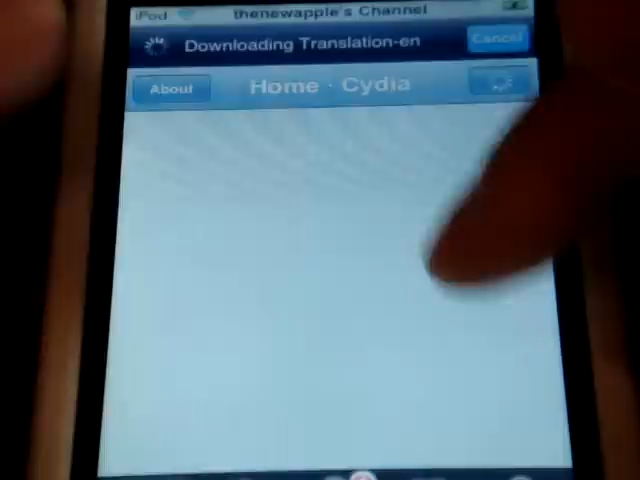 iPod thenewapple's Channel
Downloading Translation-en Cancel
About Home · Cydia